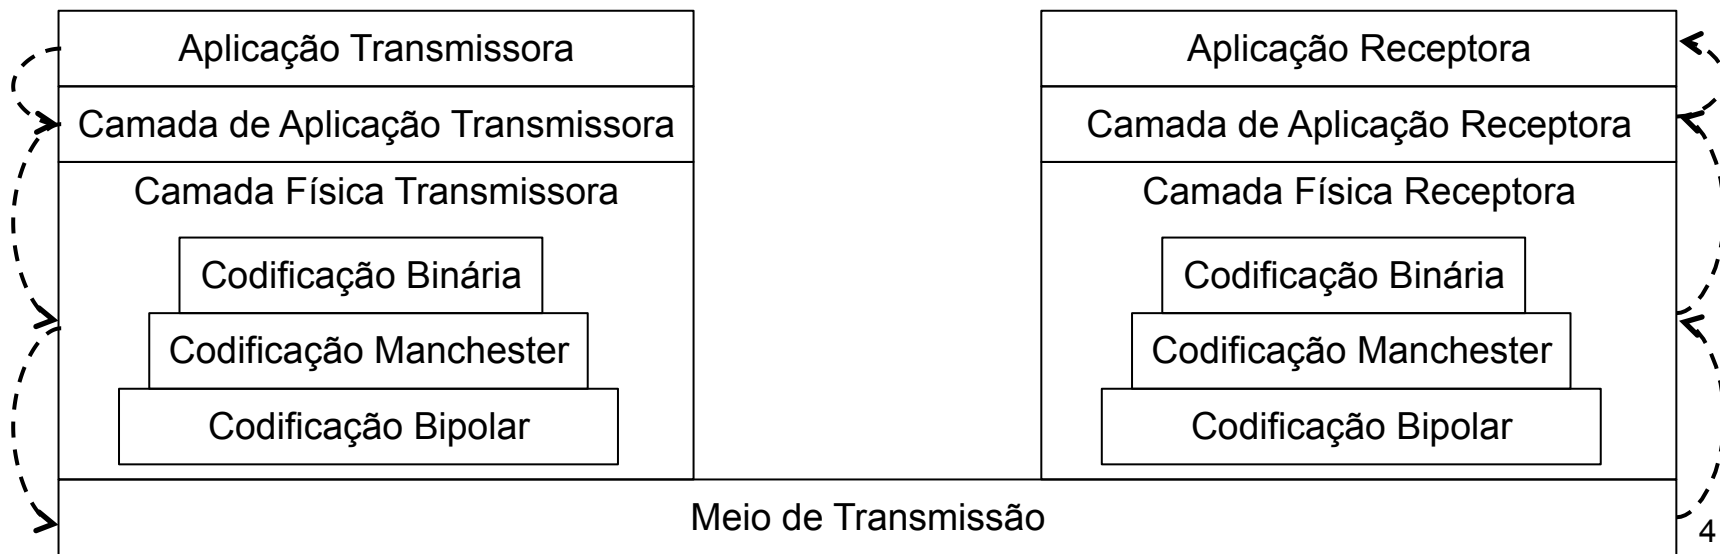 Aplicação Transmissora
Camada de Aplicação Transmissora
Camada Física Transmissora
Codificação Binária
Codificação Manchester
Codificação Bipolar
Aplicação Receptora
Camada de Aplicação Receptora
Camada Física Receptora
Codificação Binária
Codificação Manchester
Codificação Bipolar
Meio de Transmissão
4